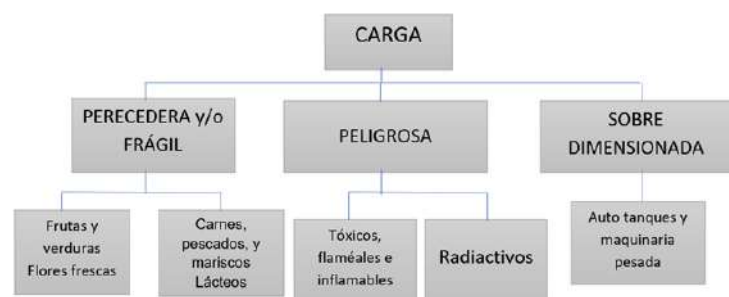 CARGA
PERECEDERA y/o
FRÁGIL
PELIGROSA
SOBRE
DIMENSIONADA
Frutas y
verduras
Flores frescas
Carnes,
pescados, y
mariscos
Lácteos
Tóxicos,
flaméales e
inflamables
Radiactivos
Auto tanques y
maquinaria
pesada